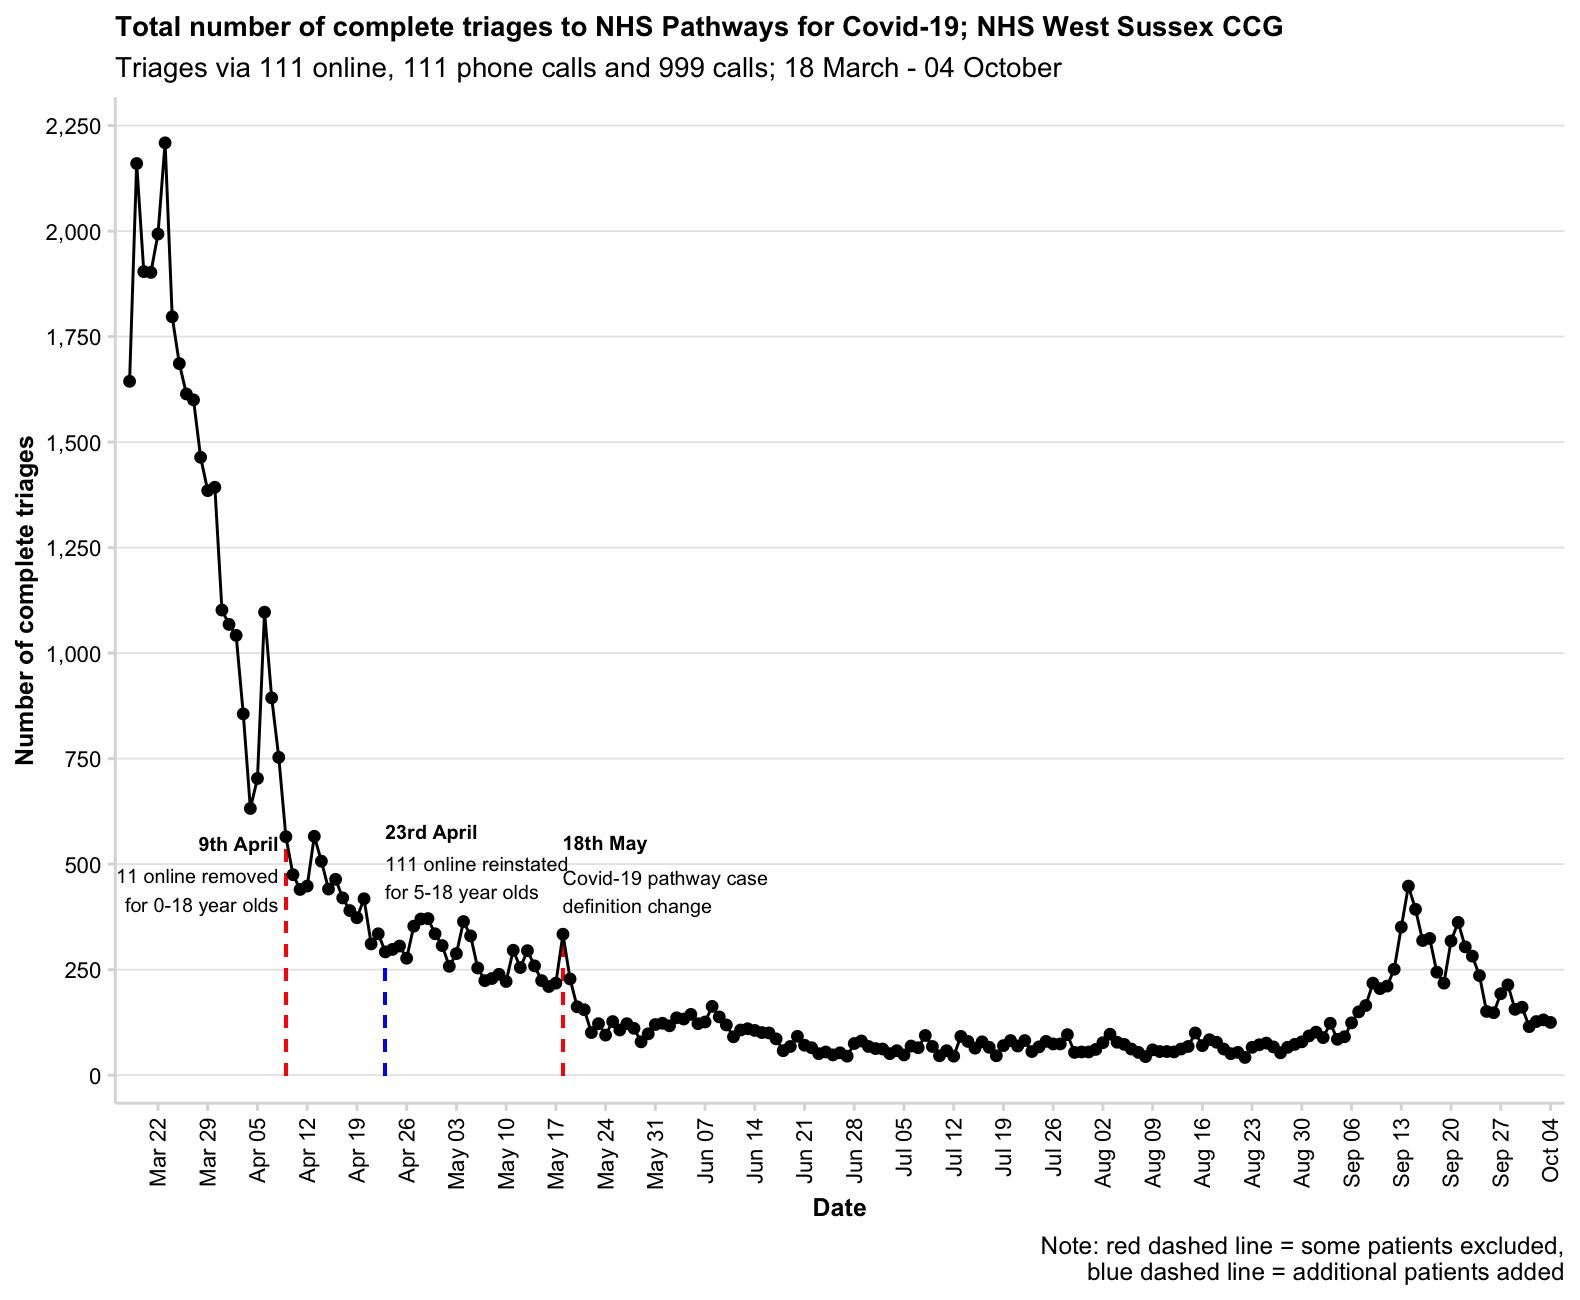 Total number of complete triages to NHS Pathways for Covid-19; NHS West Sussex CCG
Triages via 111 online, 111 phone calls and 999 calls; 18 March - 04 October
Number of complete triages
2,250
2,000
1,750
1,500
1,250
1,000
750
500
250
0
9th April
11 online removed
for 0-18 year olds
23rd April
111 online reinstated
for 5-18 year olds
18th May
Covid-19 pathway case
definition change
Mar 22
Mar 29
Apr 05
Apr 12
Apr 19
Apr 26
May 03
May 10
May 17
May 24
May 31
Jun 07
Jun 14
Jun 21
Jun 28
Jul 05
Jul 12
Jul 19
Jul 26
Aug 02
Aug 09
Aug 16
Aug 23
Aug 30
Sep 06
Sep 13
Sep 20
Sep 27
Oct 04
Date
Note: red dashed line = some patients excluded,
blue dashed line = additional patients added